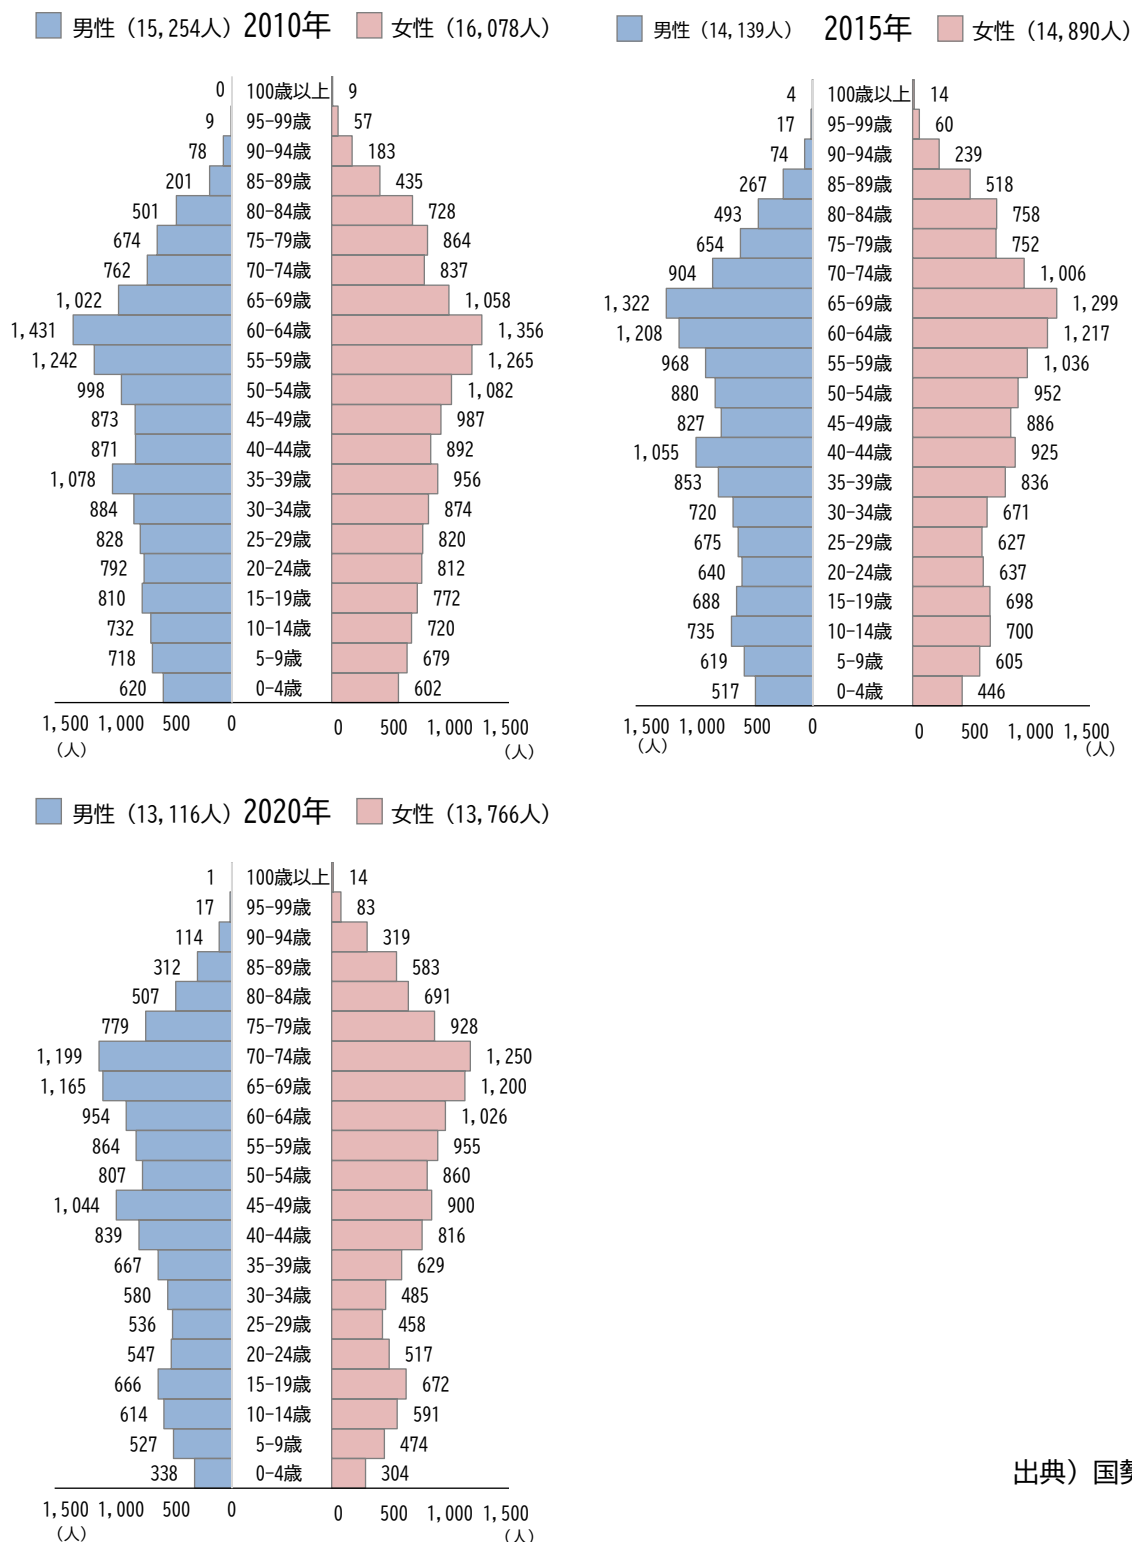 男性（15,254人）2010年 女性（16,078人）
0 100歳以上 9
9 95-99歳 57
78 90-94歳 183
201 85-89歳 435
501 80-84歳 728
674 75-79歳 864
762 70-74歳 837
1,022 65-69歳 1,058
1,431 60-64歳 1,356
1,242 55-59歳 1,265
998 50-54歳 1,082
873 45-49歳 987
871 40-44歳 892
1,078 35-39歳 956
884 30-34歳 874
828 25-29歳 820
792 20-24歳 812
810 15-19歳 772
732 10-14歳 720
718 5-9歳 679
620 0-4歳 602
1,500 1,000 500 0 0 500 1,000 1,500
（人） （人）
男性（14,139人） 2015年 女性（14,890人）
4 100歳以上 14
17 95-99歳 60
74 90-94歳 239
267 85-89歳 518
493 80-84歳 758
654 75-79歳 752
904 70-74歳 1,006
1,322 65-69歳 1,299
1,208 60-64歳 1,217
968 55-59歳 1,036
880 50-54歳 952
827 45-49歳 886
1,055 40-44歳 925
853 35-39歳 836
720 30-34歳 671
675 25-29歳 627
640 20-24歳 637
688 15-19歳 698
735 10-14歳 700
619 5-9歳 605
517 0-4歳 446
1,500 1,000 500 0 0 500 1,000 1,500
（人） （人）
男性（13,116人）2020年 女性（13,766人）
1 100歳以上 14
17 95-99歳 83
114 90-94歳 319
312 85-89歳 583
507 80-84歳 691
779 75-79歳 928
1,199 70-74歳 1,250
1,165 65-69歳 1,200
954 60-64歳 1,026
864 55-59歳 955
807 50-54歳 860
1,044 45-49歳 900
839 40-44歳 816
667 35-39歳 629
580 30-34歳 485
536 25-29歳 458
547 20-24歳 517
666 15-19歳 672
614 10-14歳 591
527 5-9歳 474
338 0-4歳 304
1,500 1,000 500 0 0 500 1,000 1,500
（人） （人）
出典）国勢